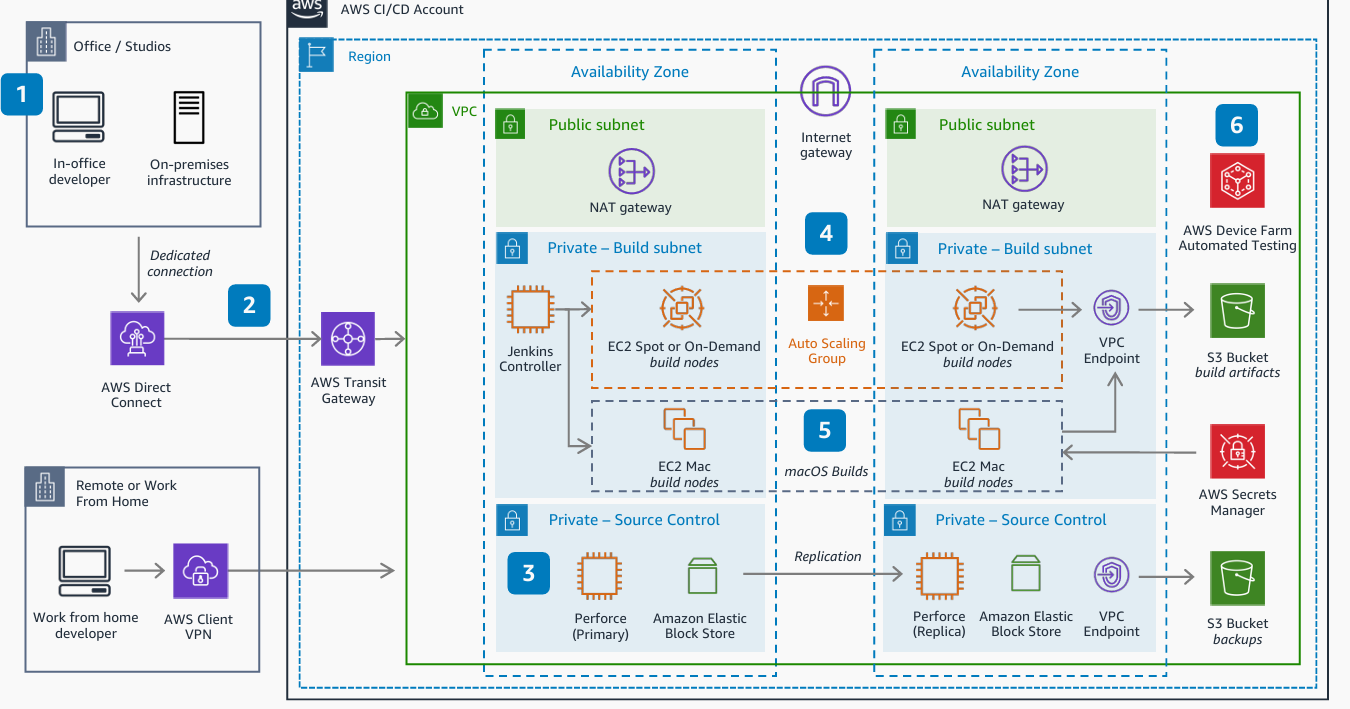 aws
AWS CI/CD Account
Office / Studios
1
In-office
developer
On-premises
infrastructure
Dedicated
connection
2
AWS Direct
Connect
AWS Transit
Gateway
Remote or Work
From Home
Work from home
developer
AWS Client
VPN
Region
VPC
Availability Zone
Public subnet
NAT gateway
Private – Build subnet
Jenkins
Controller
EC2 Spot or On-Demand
build nodes
EC2 Mac
build nodes
Private – Source Control
3
Perforce
(Primary)
Amazon Elastic
Block Store
Internet
gateway
4
Auto Scaling
Group
5
macOS Builds
Replication
Availability Zone
Public subnet
NAT gateway
Private – Build subnet
EC2 Spot or On-Demand
build nodes
VPC
Endpoint
EC2 Mac
build nodes
Private – Source Control
Perforce
(Replica)
Amazon Elastic
Block Store
VPC
Endpoint
6
AWS Device Farm
Automated Testing
S3 Bucket
build artifacts
AWS Secrets
Manager
S3 Bucket
backups